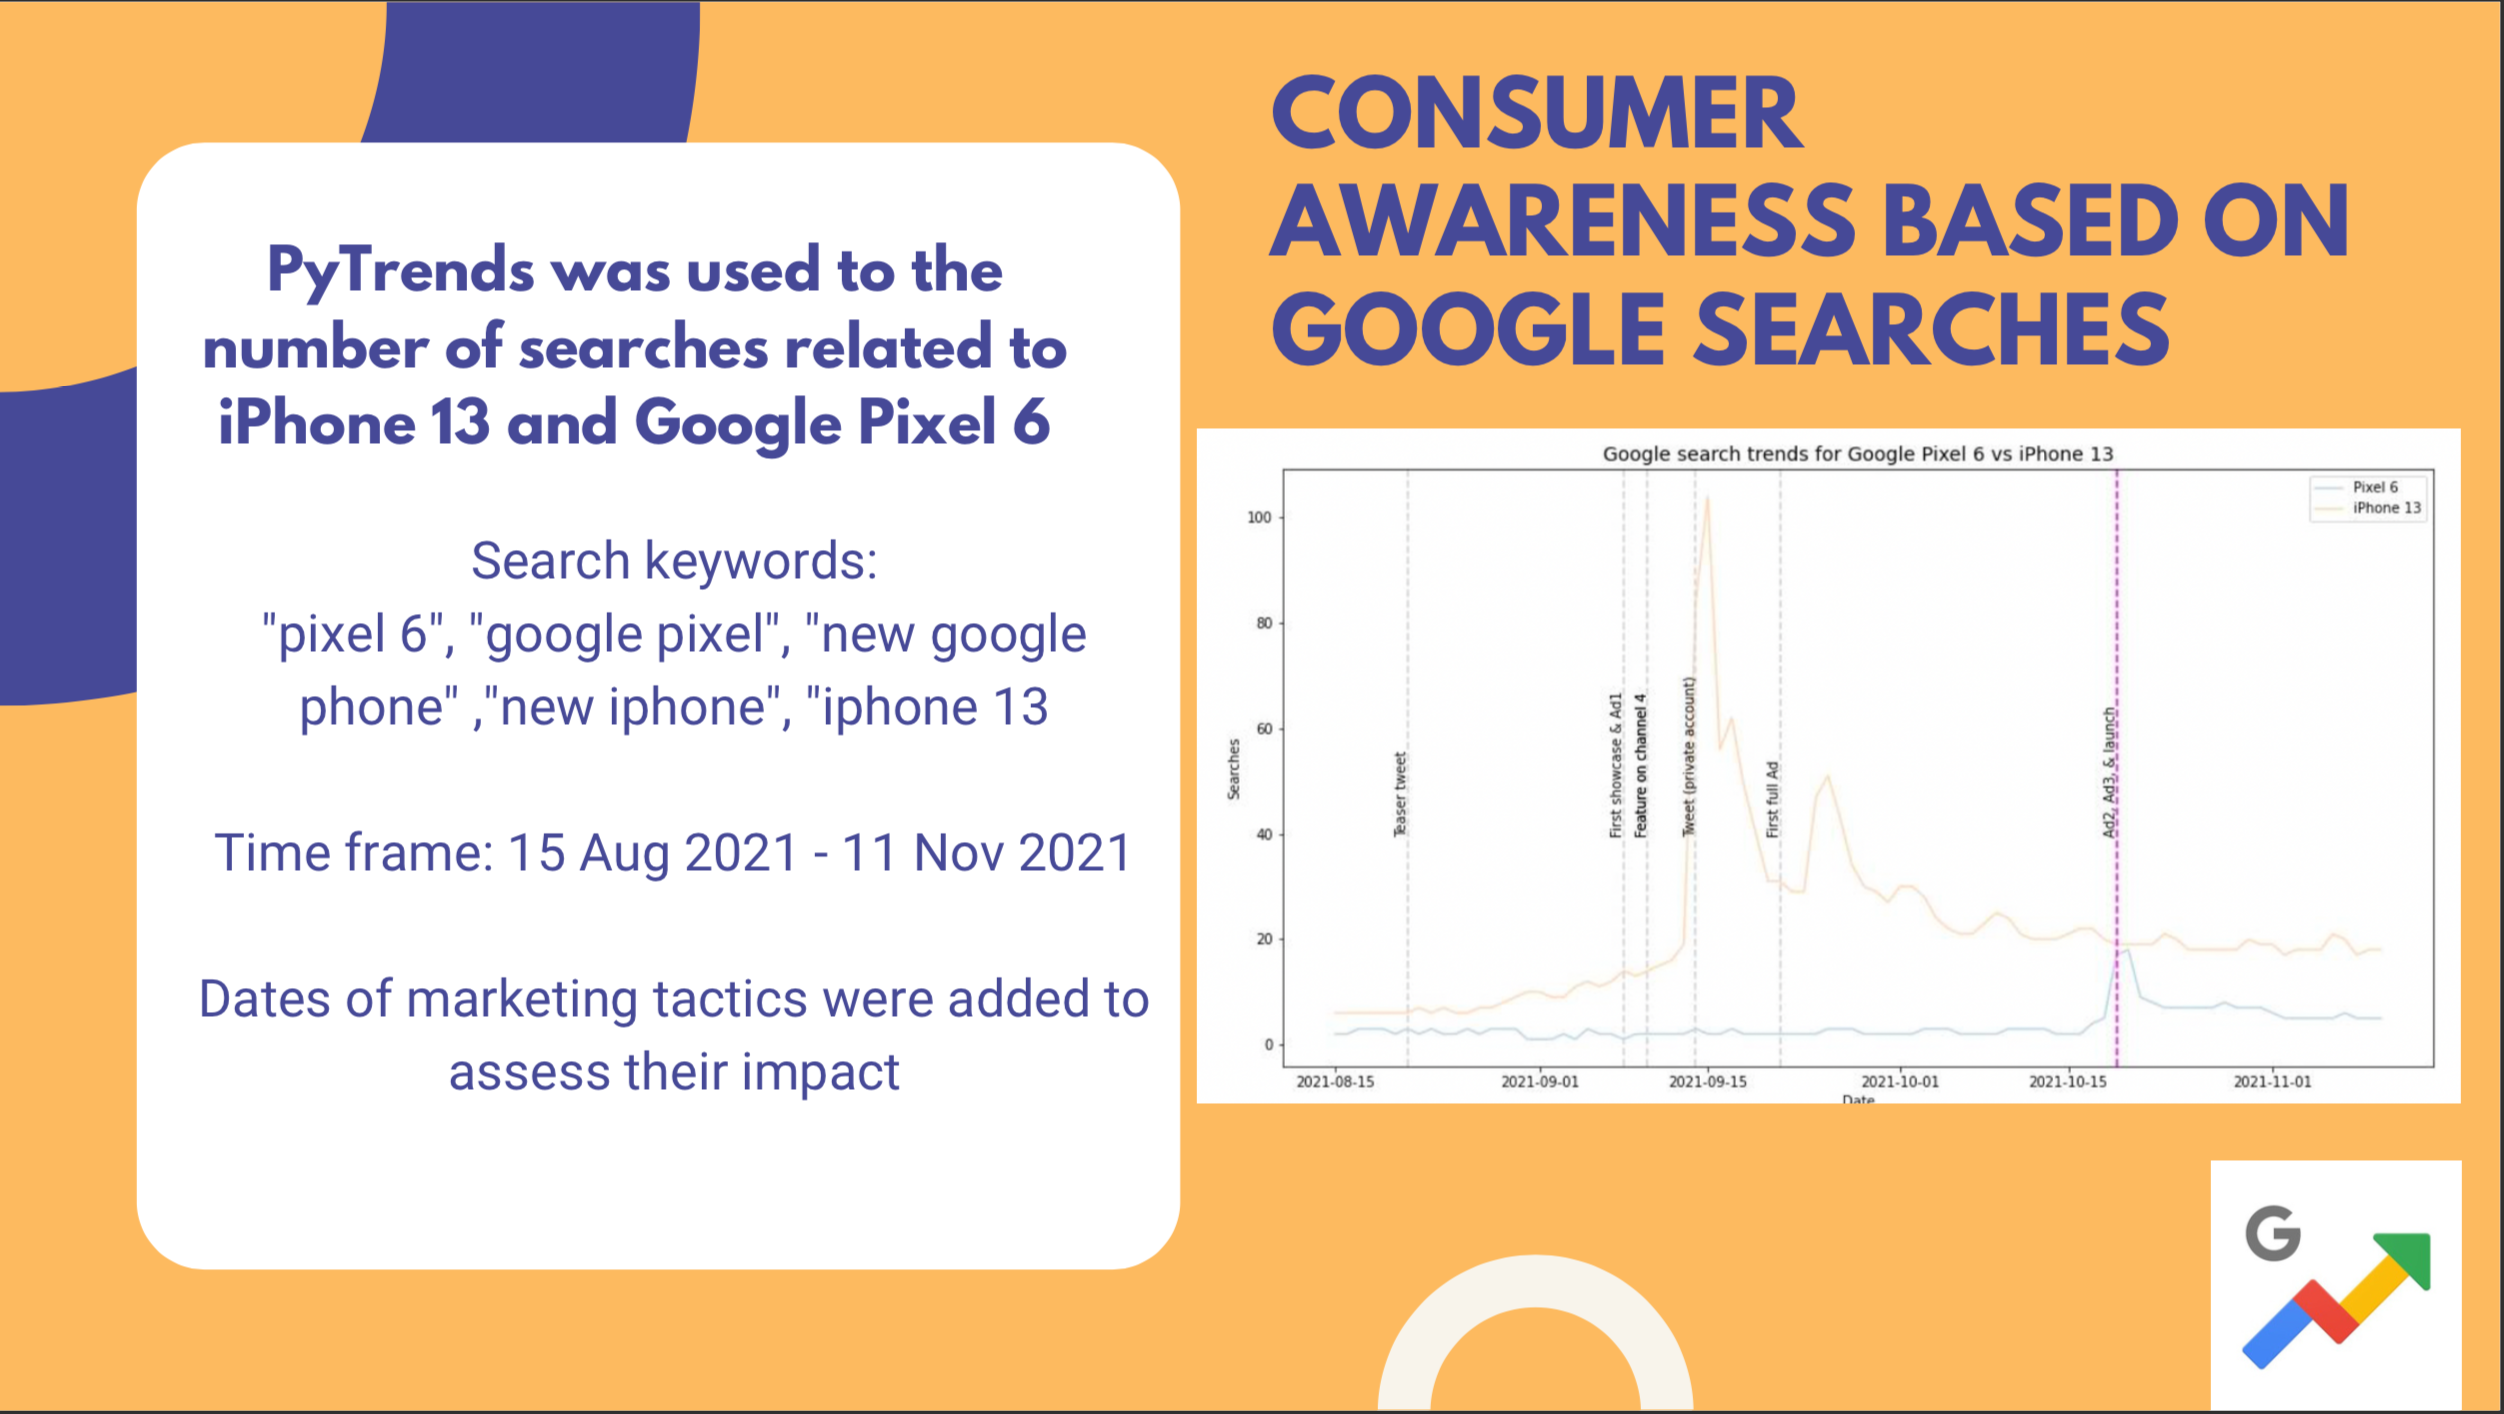 CONSUMER
AWARENESS BASED ON
GOOGLE SEARCHES
PyTrends was used to the
number of searches related to
iPhone 13 and Google Pixel 6
Search keywords:
"pixel 6", "google pixel", "new google
phone" ,"new iphone", "iphone 13
Time frame: 15 Aug 2021 - 11 Nov 2021
Dates of marketing tactics were added to
assess their impact
Google search trends for Google Pixel 6 vs iPhone 13
Pixel 6
iPhone 13
100
80
60
40
20
0
Searches
Teaser tweet
First showcase & Ad1
Feature on channel 4
Tweet (private account)
First full Ad
Ad2, Ad3, & launch
2021-08-15
2021-09-01
2021-09-15
2021-10-01
2021-10-15
2021-11-01
Date
G